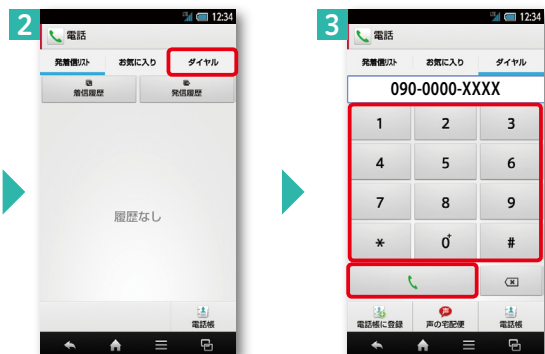 2
12:34
電話
発着信リスト お気に入り ダイヤル
着信履歴 発信履歴
履歴なし
電話帳
3
12:34
電話
発着信リスト お気に入り ダイヤル
090-0000-XXXX
1 2 3
4 5 6
7 8 9
* 0+ #
電話帳に登録 声の宅配便 電話帳